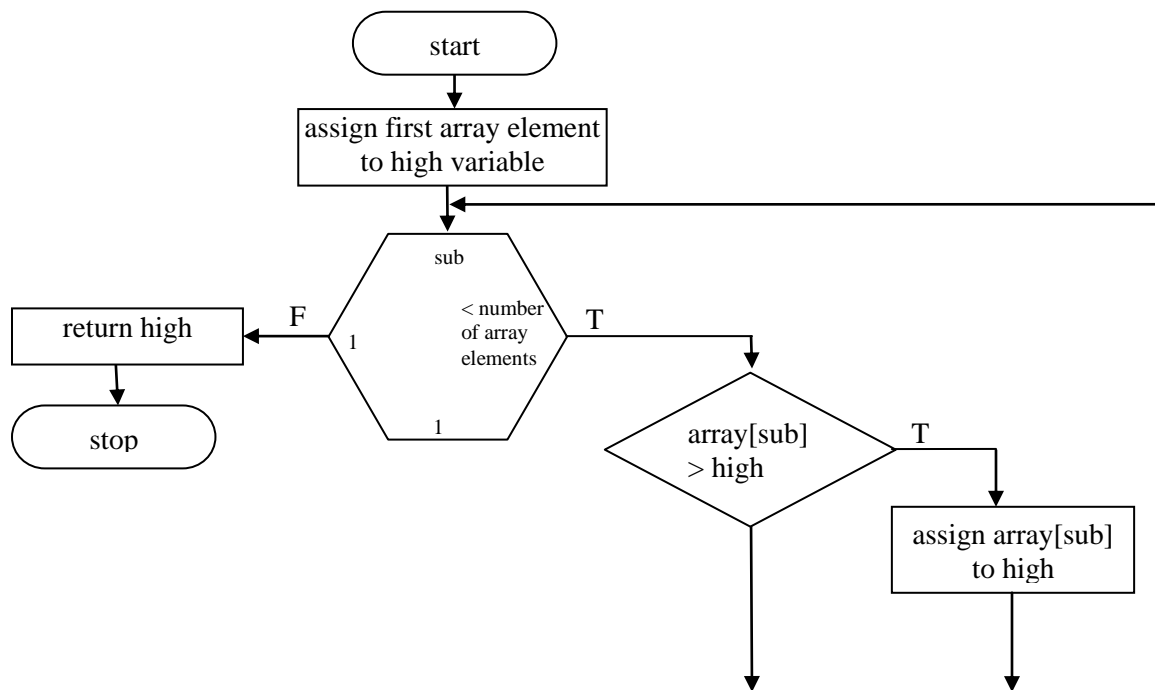 start
assign first array element
to high variable
sub
F
< number
of array
elements
T
return high
1
1
stop
array[sub]
> high
T
assign array[sub]
to high